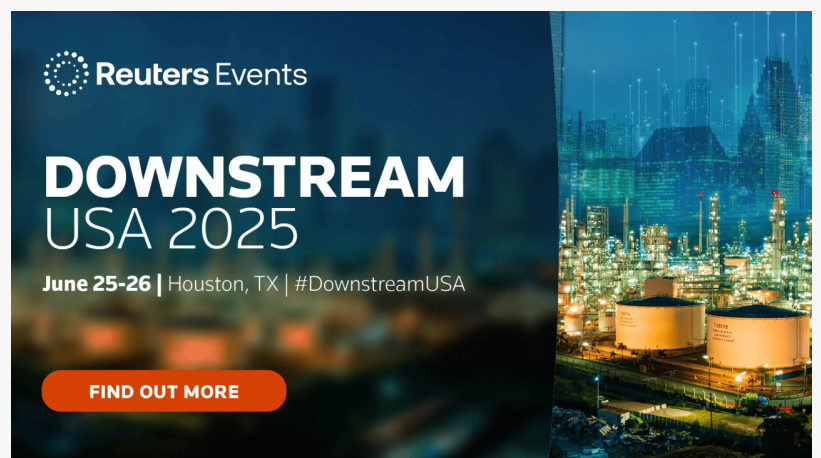 Reuters Events
DOWNSTREAM
USA 2025
June 25-26 | Houston, TX | #DownstreamUSA
FIND OUT MORE